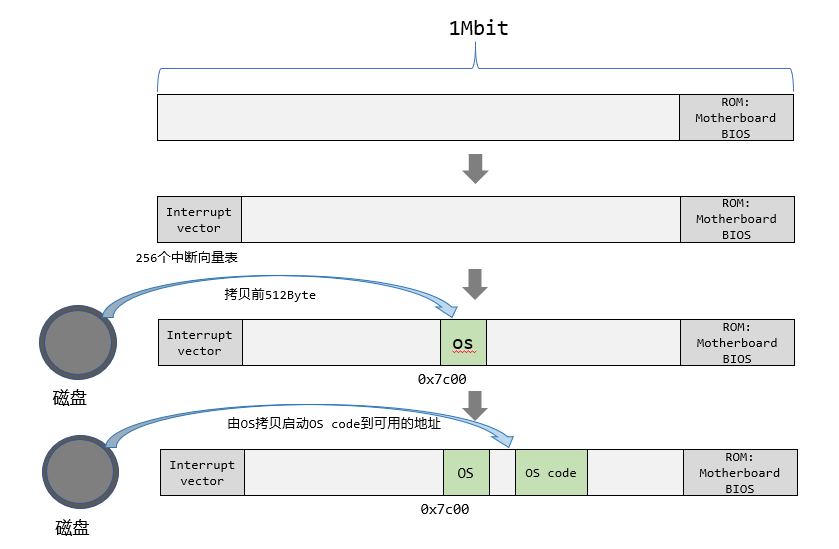 1Mbit
ROM:
Motherboard
BIOS
Interrupt
vector
ROM:
Motherboard
BIOS
256个中断向量表
拷贝前512Byte
Interrupt
vector
OS
ROM:
Motherboard
BIOS
0x7c00
磁盘
由OS拷贝启动OS code到可用的地址
Interrupt
vector
OS
OS code
ROM:
Motherboard
BIOS
0x7c00
磁盘